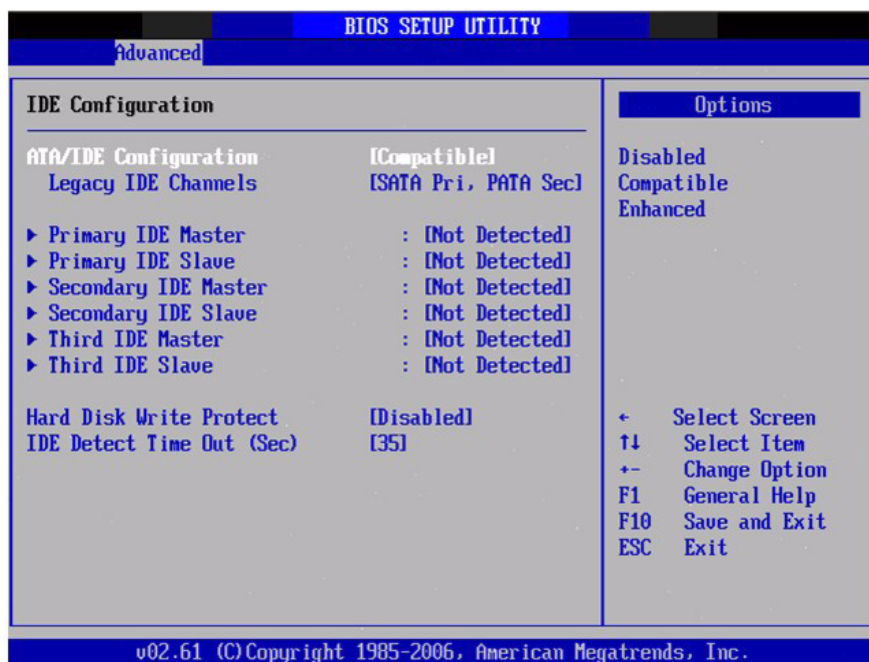 BIOS SETUP UTILITY
Advanced
IDE Configuration
ATA/IDE Configuration [Compatible]
Legacy IDE Channels [SATA Pri, PATA Sec]
▶ Primary IDE Master : [Not Detected]
▶ Primary IDE Slave : [Not Detected]
▶ Secondary IDE Master : [Not Detected]
▶ Secondary IDE Slave : [Not Detected]
▶ Third IDE Master : [Not Detected]
▶ Third IDE Slave : [Not Detected]
Hard Disk Write Protect [Disabled]
IDE Detect Time Out (Sec) [35]
Options
Disabled
Compatible
Enhanced
← Select Screen
↑↓ Select Item
+- Change Option
F1 General Help
F10 Save and Exit
ESC Exit
v02.61 (C)Copyright 1985-2006, American Megatrends, Inc.